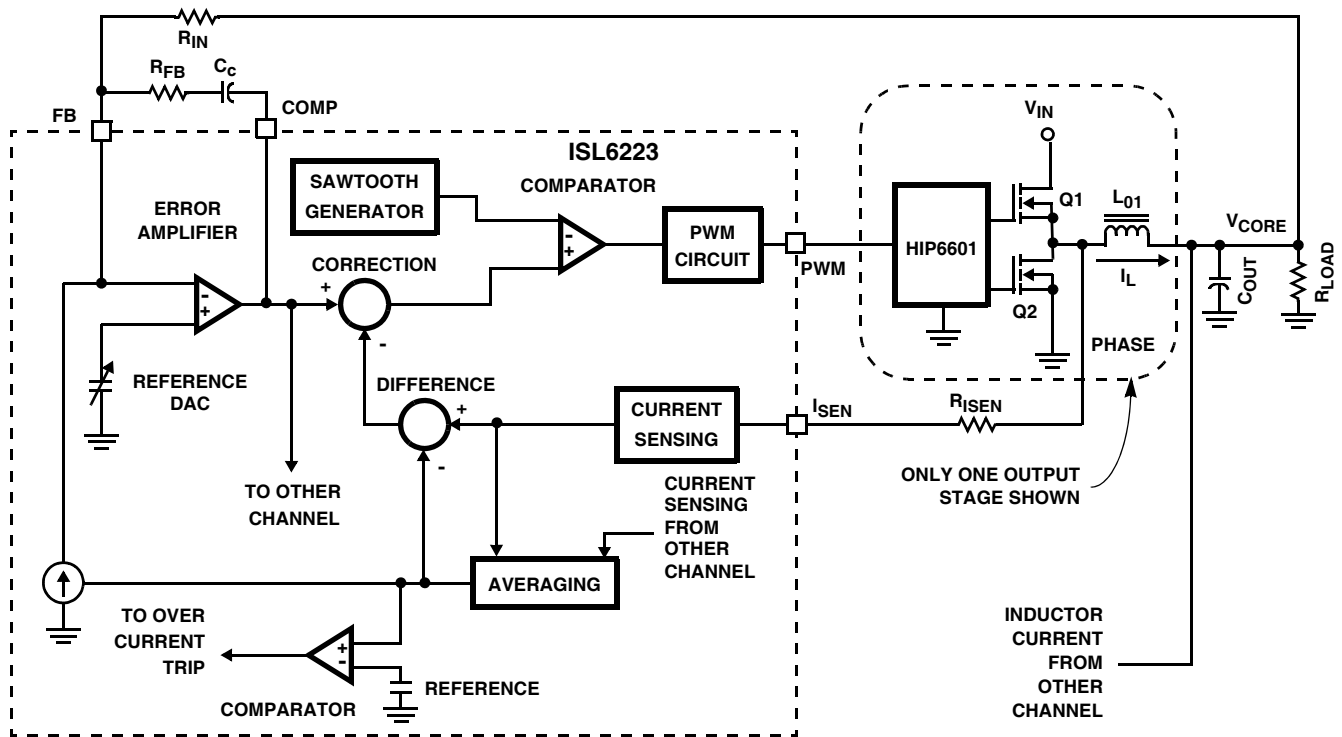 RIN
RFB
Cc
FB
COMP
ISL6223
VIN
SAWTOOTH
GENERATOR
COMPARATOR
ERROR
AMPLIFIER
CORRECTION
PWM
CIRCUIT
PWM
HIP6601
Q1
Q2
L01
IL
VCORE
COUT
RLOAD
PHASE
-
+
-
+
+
-
REFERENCE
DAC
DIFFERENCE
+
-
CURRENT
SENSING
ISEN
RISEN
ONLY ONE OUTPUT
STAGE SHOWN
TO OTHER
CHANNEL
CURRENT
SENSING
FROM
OTHER
CHANNEL
AVERAGING
TO OVER
CURRENT
TRIP
+
-
COMPARATOR
REFERENCE
INDUCTOR
CURRENT
FROM
OTHER
CHANNEL